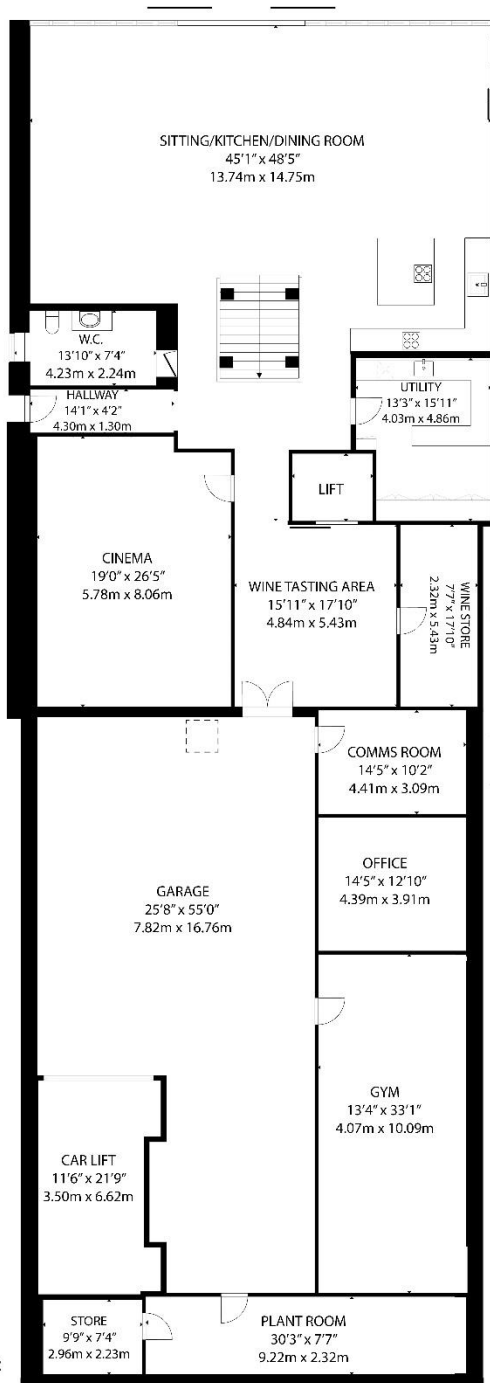 SITTING/KITCHEN/DINING ROOM
45'1" x 48'5"
13.74m x 14.75m
W.C.
13'10" x 7'4"
4.23m x 2.24m
HALLWAY
14'1" x 4'2"
4.30m x 1.30m
UTILITY
13'3" x 15'11"
4.03m x 4.86m
LIFT
CINEMA
19'0" x 26'5"
5.78m x 8.06m
WINE TASTING AREA
15'11" x 17'10"
4.84m x 5.43m
WINE STORE
7'7" x 17'10"
2.32m x 5.43m
COMMS ROOM
14'5" x 10'2"
4.41m x 3.09m
OFFICE
14'5" x 12'10"
4.39m x 3.91m
GARAGE
25'8" x 55'0"
7.82m x 16.76m
GYM
13'4" x 33'1"
4.07m x 10.09m
CAR LIFT
11'6" x 21'9"
3.50m x 6.62m
STORE
9'9" x 7'4"
2.96m x 2.23m
PLANT ROOM
30'3" x 7'7"
9.22m x 2.32m